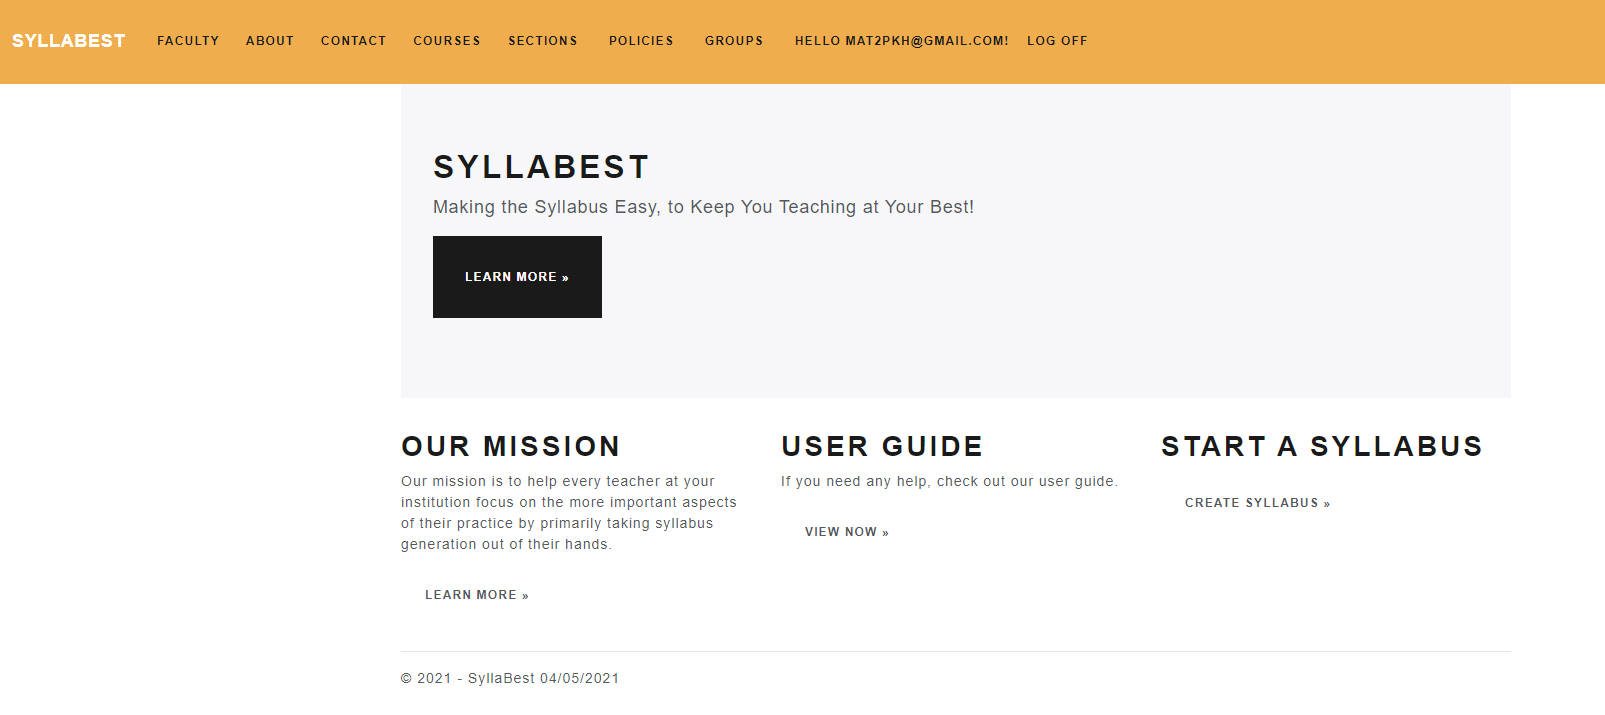 SYLLABEST FACULTY ABOUT CONTACT COURSES SECTIONS POLICIES GROUPS HELLO MAT2PKH@GMAIL.COM! LOG OFF
SYLLABEST
Making the Syllabus Easy, to Keep You Teaching at Your Best!
LEARN MORE »
OUR MISSION
Our mission is to help every teacher at your
institution focus on the more important aspects
of their practice by primarily taking syllabus
generation out of their hands.
LEARN MORE »
USER GUIDE
If you need any help, check out our user guide.
VIEW NOW »
START A SYLLABUS
CREATE SYLLABUS »
© 2021 - SyllaBest 04/05/2021